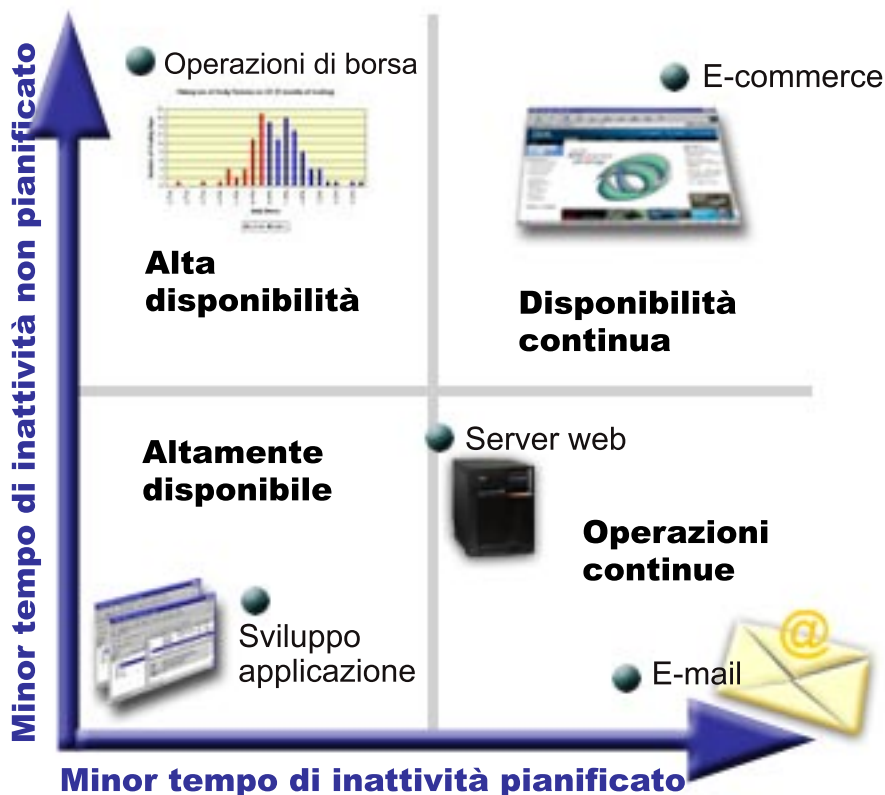 Minor tempo di inattività non pianificato
Operazioni di borsa
E-commerce
IBM
Alta
disponibilità
Disponibilità
continua
Altamente
disponibile
Server web
Operazioni
continue
Sviluppo
applicazione
E-mail
@
Minor tempo di inattività pianificato